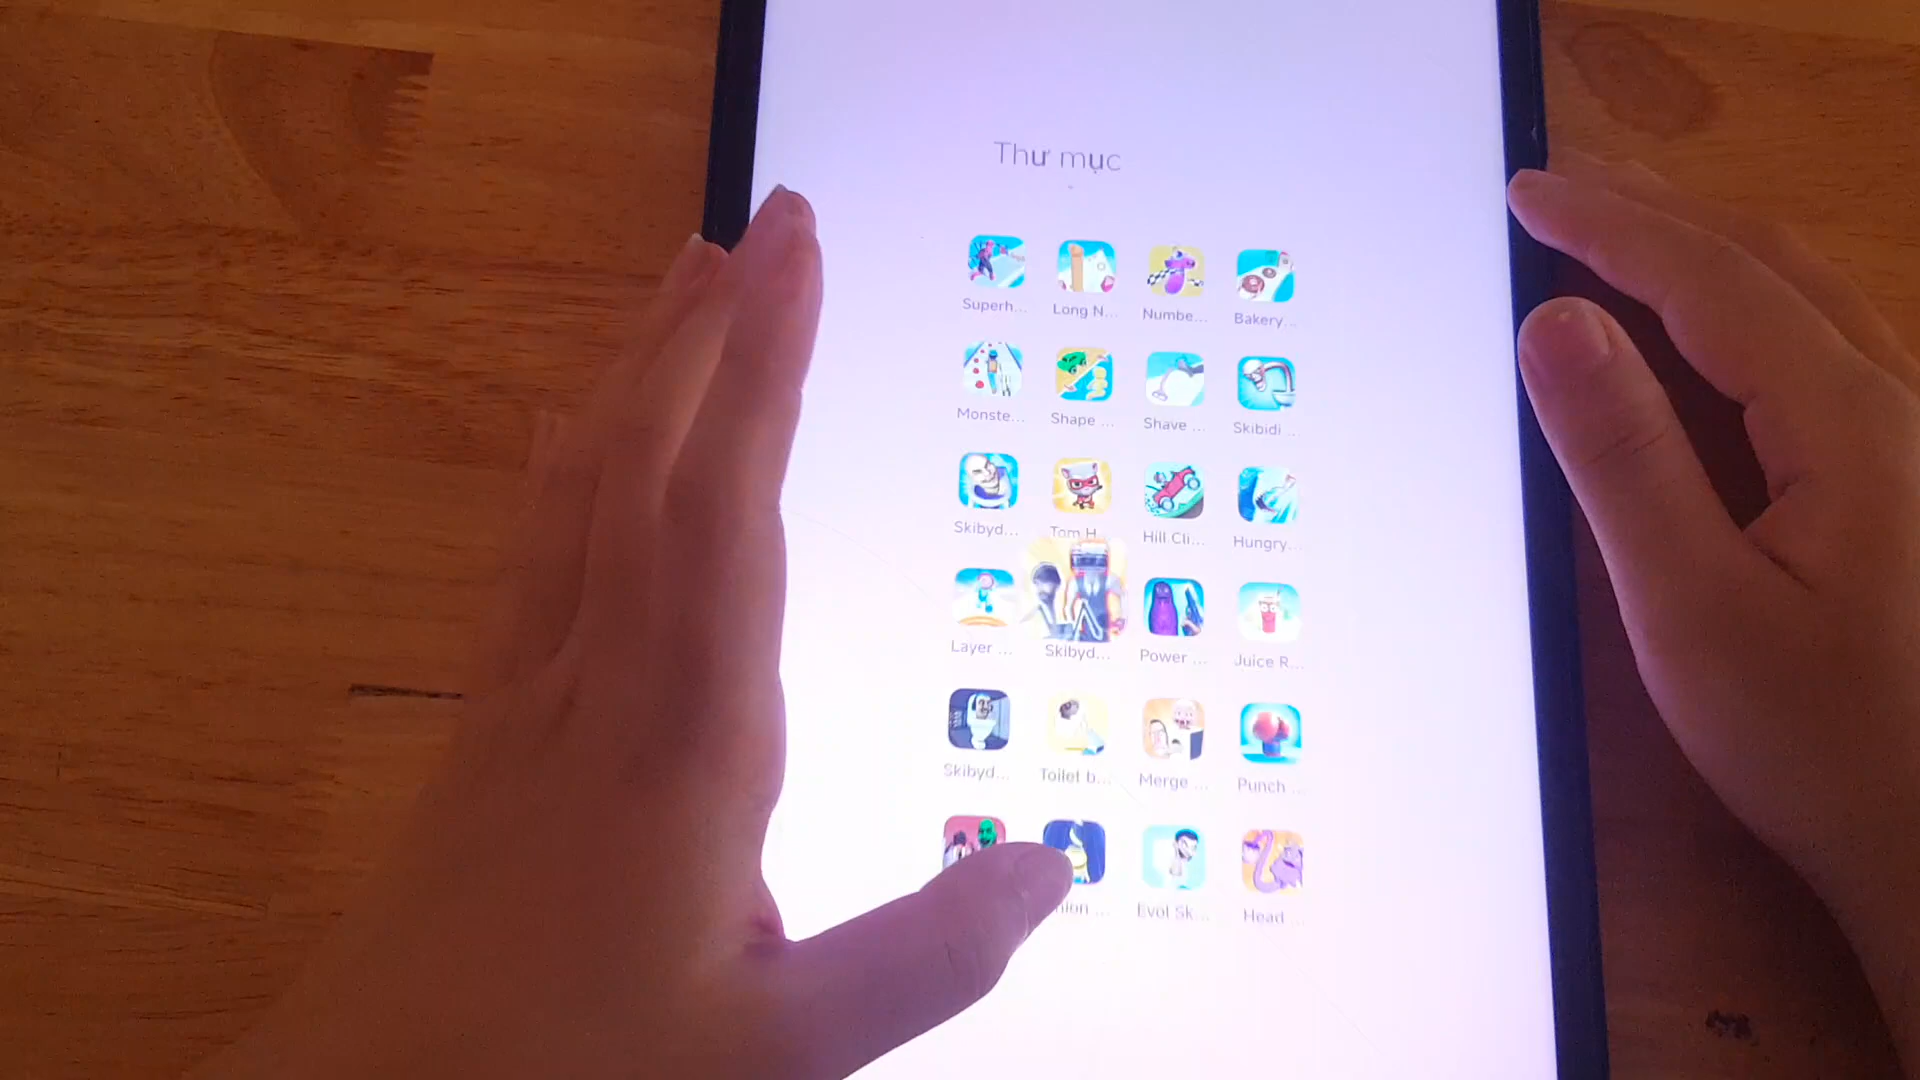 Thư mục
Superh... Long N... Numbe... Bakery...
Monste... Shape ... Shave ... Skibidi ...
Skibyd... Tom H... Hill Cli... Hungry...
Layer ... Skibyd... Power ... Juice R...
Skibyd... Toilet b... Merge ... Punch ...
Evol Sk... Head ...